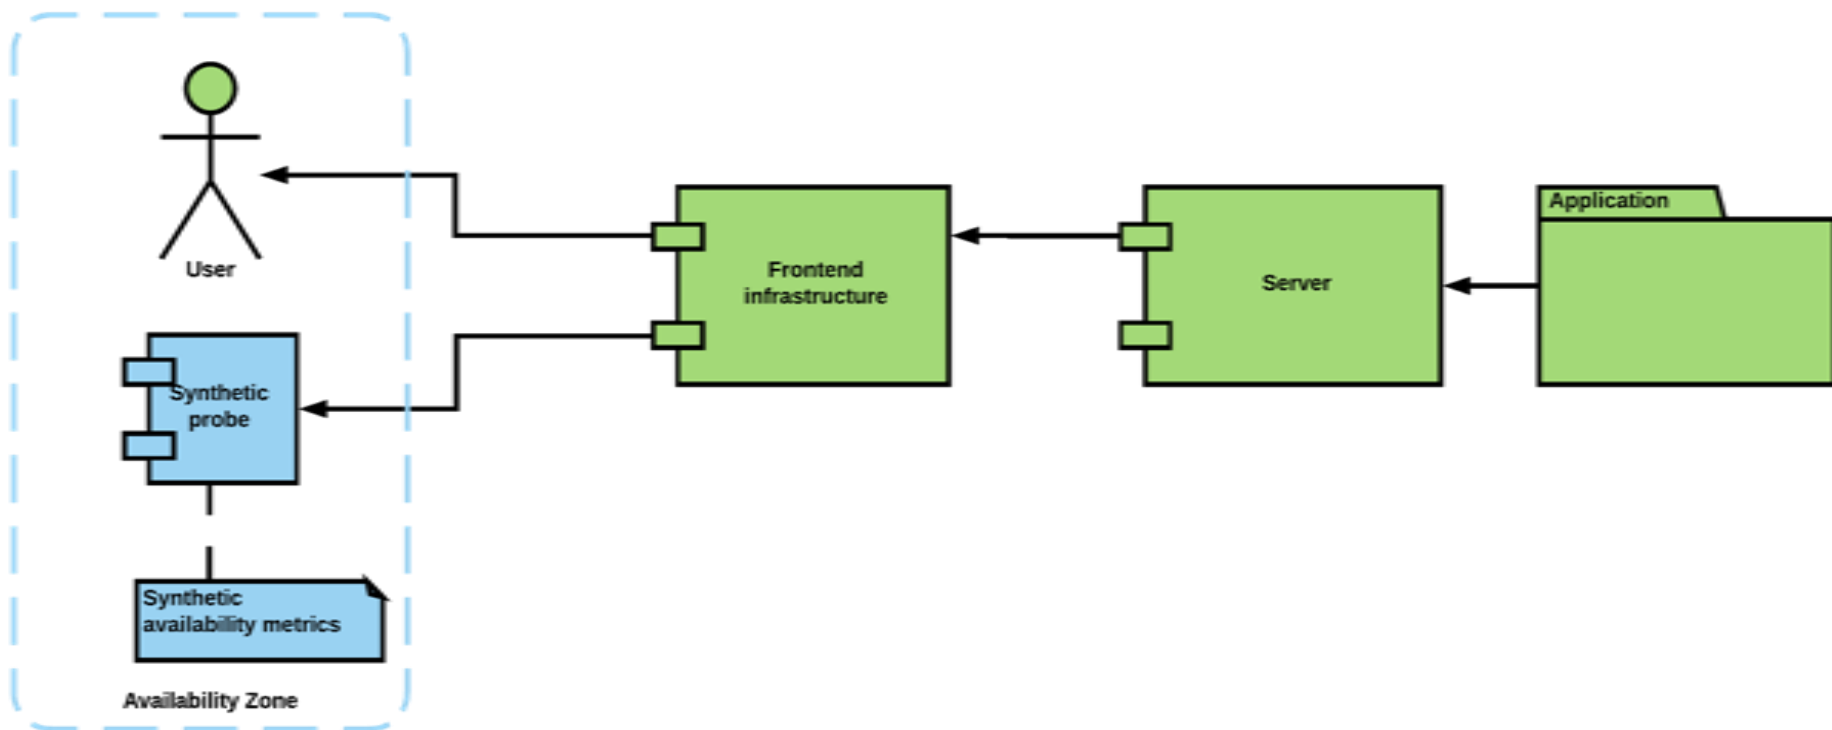 User
Synthetic
probe
Synthetic
availability metrics
Availability Zone
Frontend
infrastructure
Server
Application